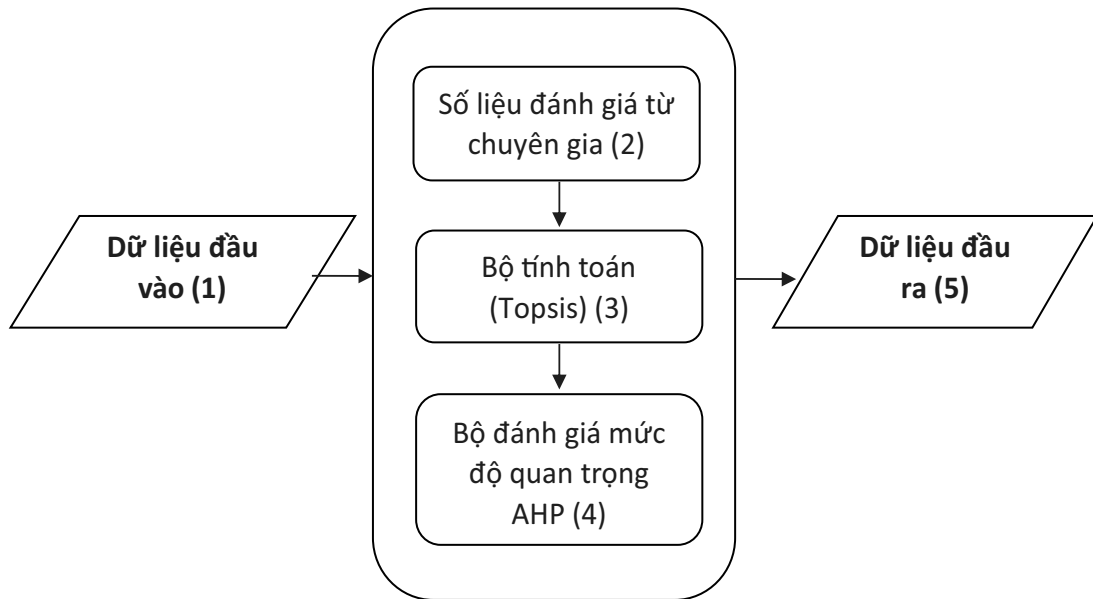 Số liệu đánh giá từ
chuyên gia (2)
Dữ liệu đầu
vào (1)
Bộ tính toán
(Topsis) (3)
Dữ liệu đầu
ra (5)
Bộ đánh giá mức
độ quan trọng
AHP (4)